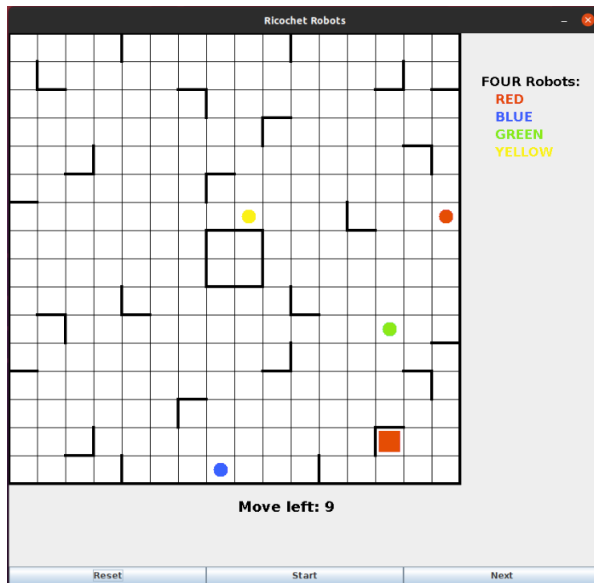 Ricochet Robots
FOUR Robots:
RED
BLUE
GREEN
YELLOW
Move left: 9
Reset
Start
Next